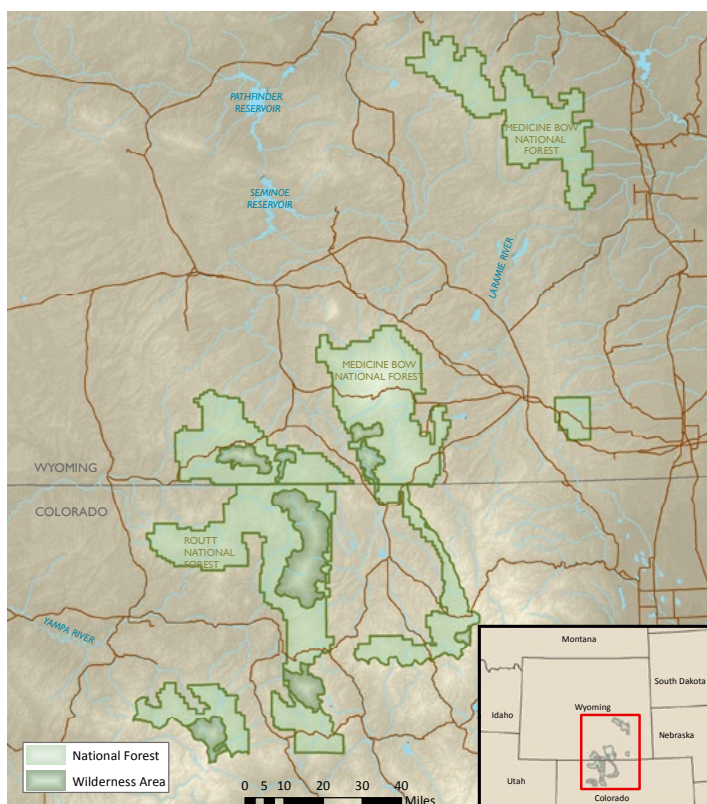 PATHFINDER
RESERVOIR
MEDICINE BOW
NATIONAL
FOREST
SEMINOE
RESERVOIR
LARAMIE RIVER
MEDICINE BOW
NATIONAL FOREST
WYOMING
COLORADO
ROUTT
NATIONAL
FOREST
YAMPA RIVER
Montana
South Dakota
Wyoming
Idaho
Nebraska
Utah
Colorado
National Forest
Wilderness Area
0 5 10 20 30 40
Miles